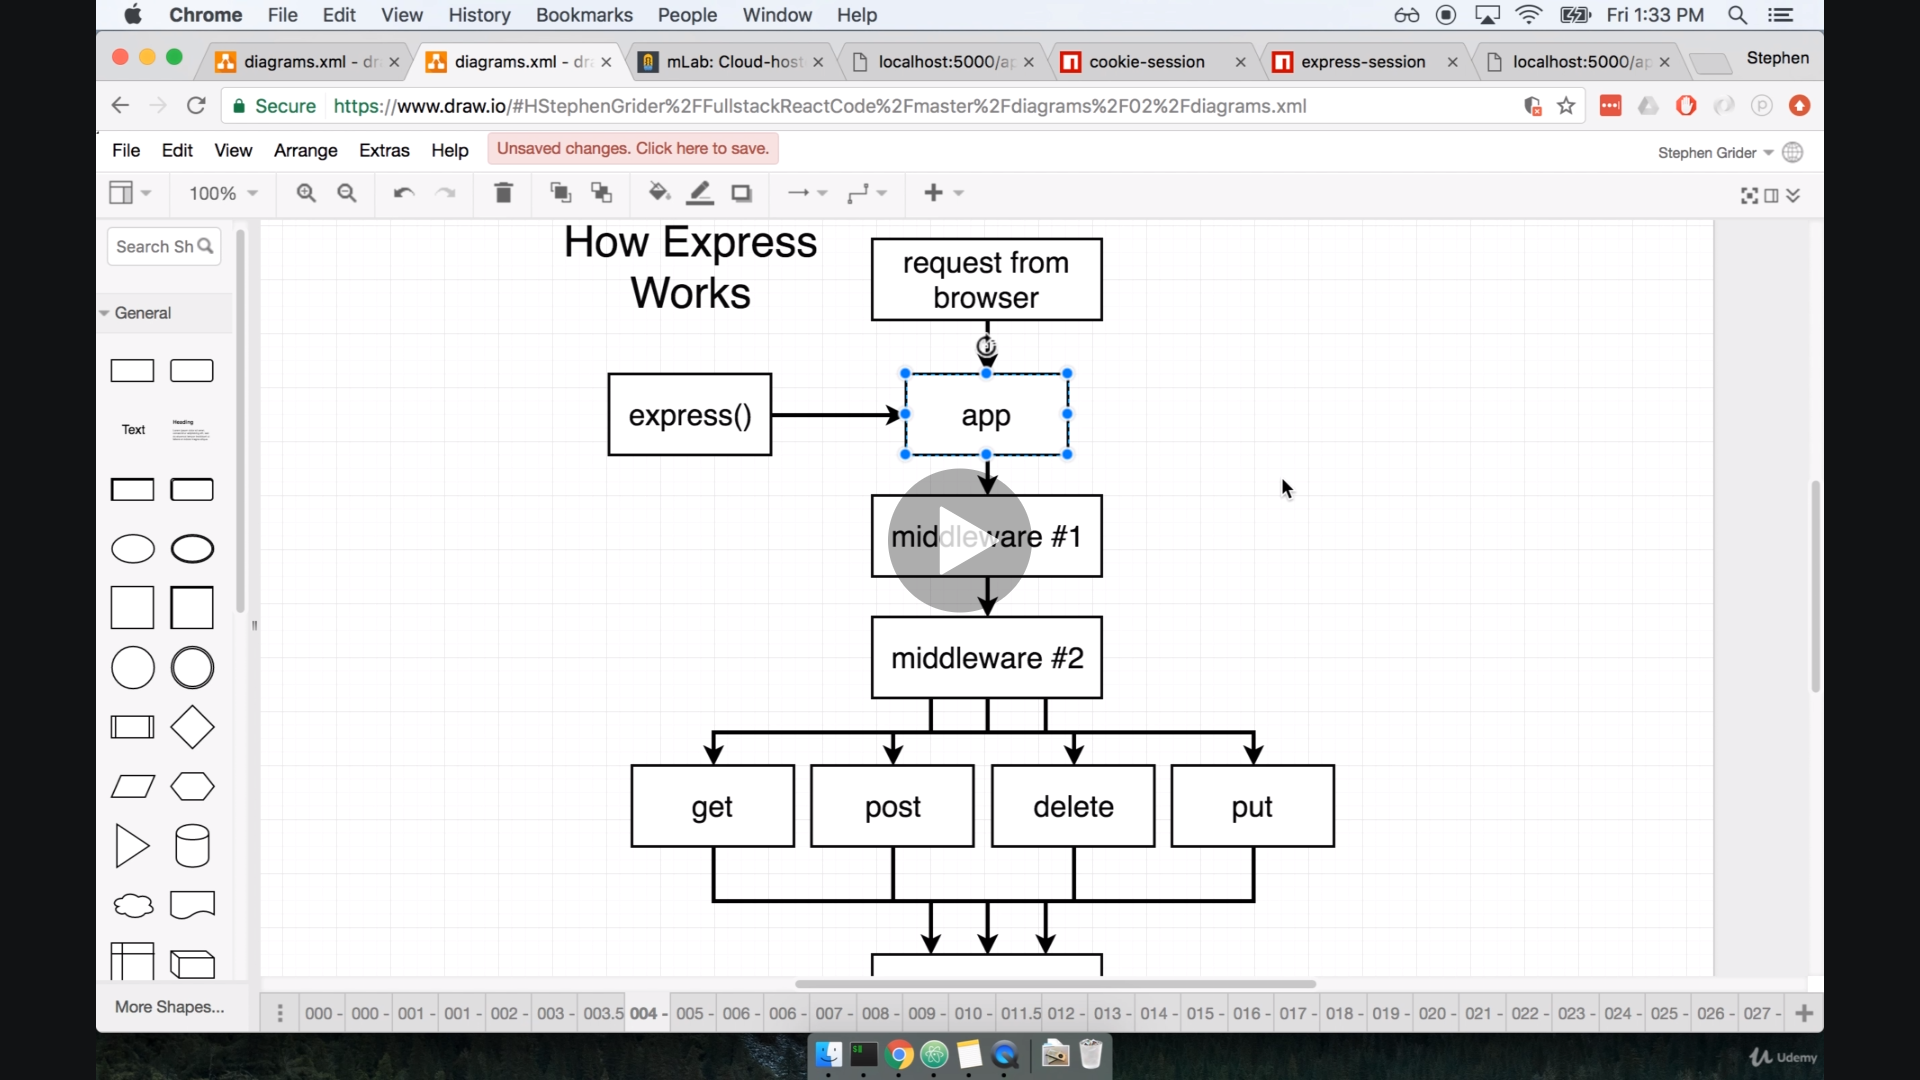 Chrome File Edit View History Bookmarks People Window Help Fri 1:33 PM
diagrams.xml - dr diagrams.xml - dr mLab: Cloud-host localhost:5000/ap cookie-session express-session localhost:5000/ap Stephen
Secure https://www.draw.io/#HStephenGrider%2FFullstackReactCode%2Fmaster%2Fdiagrams%2F02%2Fdiagrams.xml
File Edit View Arrange Extras Help Unsaved changes. Click here to save. Stephen Grider
100%
Search Sh
General
Text
Heading
More Shapes...
How Express
Works
request from
browser
express()
app
middleware #1
middleware #2
get post delete put
000 - 000 - 001 - 001 - 002 - 003 - 003.5 004 - 005 - 006 - 006 - 007 - 008 - 009 - 010 - 011.5 012 - 013 - 014 - 015 - 016 - 017 - 018 - 019 - 020 - 021 - 022 - 023 - 024 - 025 - 026 - 027 -
Udemy